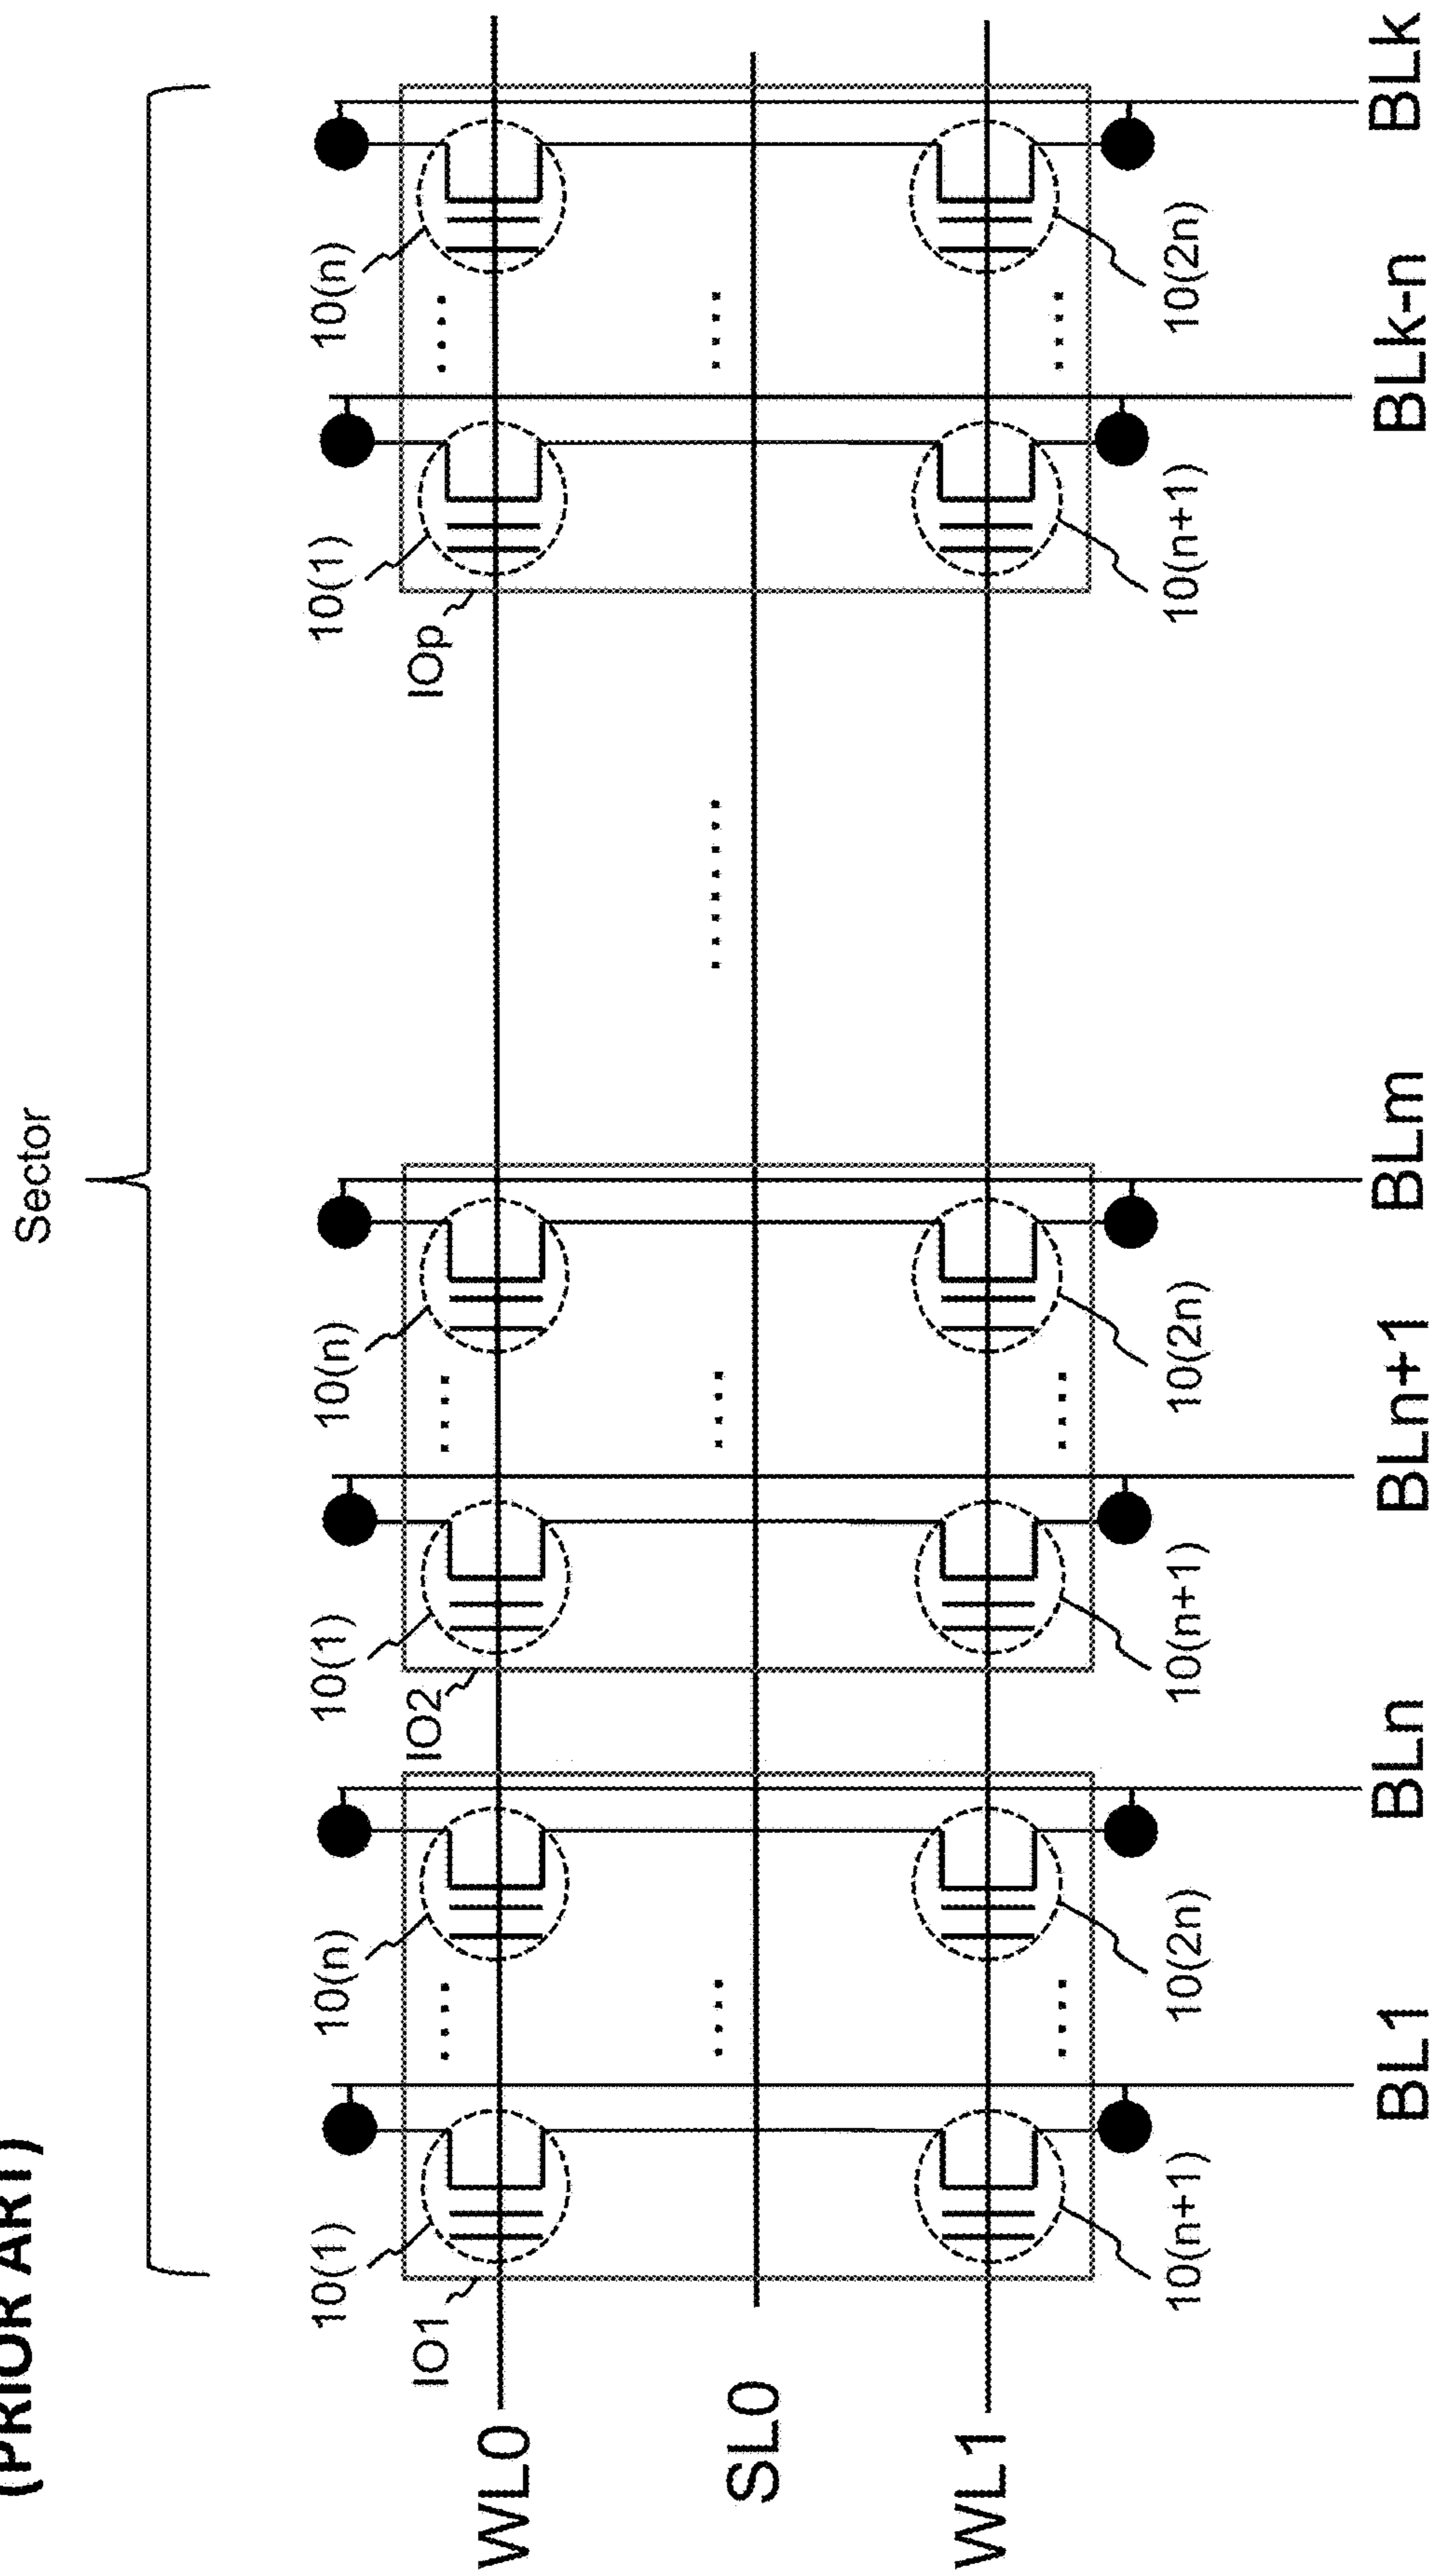 (PRIOR ART)
Sector
10(1)
10(n)
10(1)
10(n)
10(1)
10(n)
IO1
IO2
IOp
WL0
SL0
WL1
10(n+1)
10(2n)
10(n+1)
10(2n)
10(n+1)
10(2n)
BL1
BLn
BLn+1
BLm
BLk-n
BLk